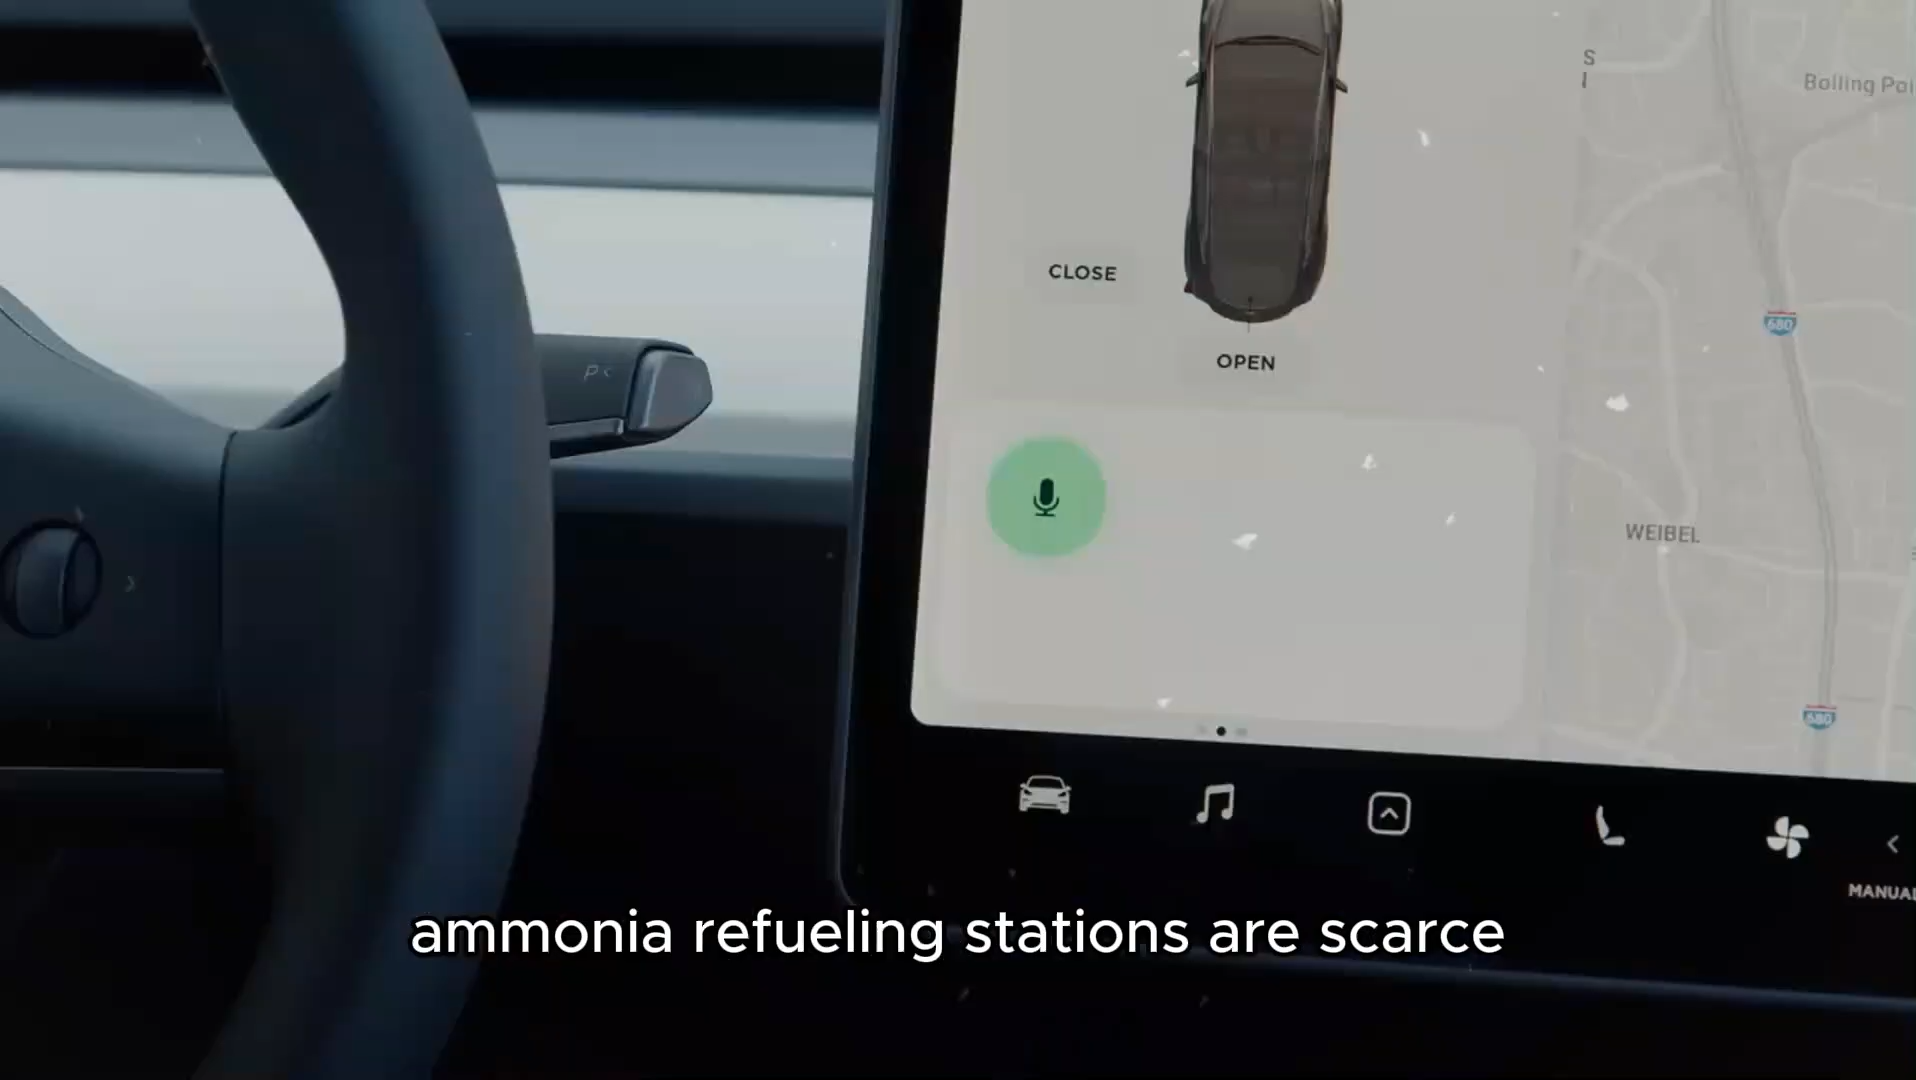 Bolling Poi
CLOSE
680
OPEN
P
WEIBEL
680
MANUAL
ammonia refueling stations are scarce